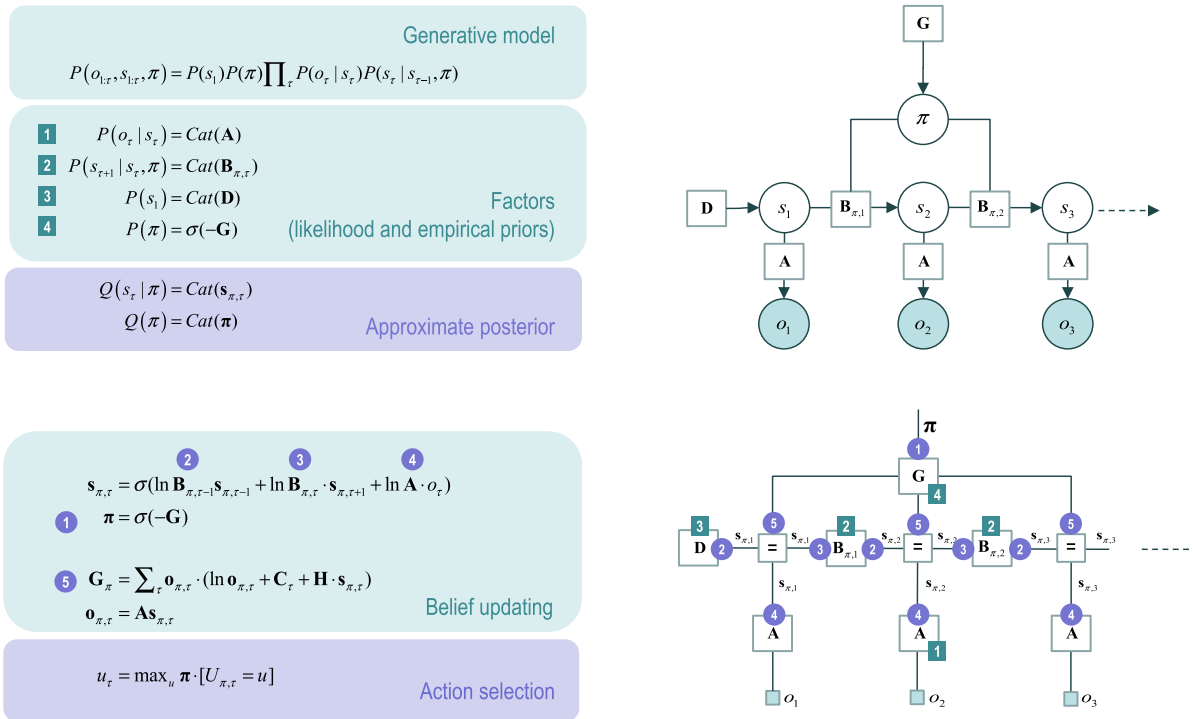 Generative model
P(o_{1:τ}, s_{1:τ}, π) = P(s_1)P(π)∏_τ P(o_τ | s_τ)P(s_τ | s_{τ−1}, π)
1 P(o_τ | s_τ) = Cat(A)
2 P(s_{τ+1} | s_τ, π) = Cat(B_{π,τ})
3 P(s_1) = Cat(D)
4 P(π) = σ(−G)
Factors
(likelihood and empirical priors)
Q(s_τ | π) = Cat(s_{π,τ})
Q(π) = Cat(π)
Approximate posterior
G
π
D s_1 B_{π,1} s_2 B_{π,2} s_3
A A A
o_1 o_2 o_3
2 3 4
s_{π,τ} = σ(ln B_{π,τ−1} s_{π,τ−1} + ln B_{π,τ} · s_{π,τ+1} + ln A · o_τ)
1 π = σ(−G)
5 G_π = ∑_τ o_{π,τ} · (ln o_{π,τ} + C_τ + H · s_{π,τ})
o_{π,τ} = As_{π,τ}
Belief updating
u_τ = max_u π · [U_{π,τ} = u]
Action selection
π
1
G
4
5 5 5
3 2 2
D 2 s_{π,1} = s_{π,1} 3 B_{π,1} 2 s_{π,2} = s_{π,2} 3 B_{π,2} 2 s_{π,3} = s_{π,3}
s_{π,1} s_{π,2} s_{π,3}
4 4 4
A A A
1
o_1 o_2 o_3